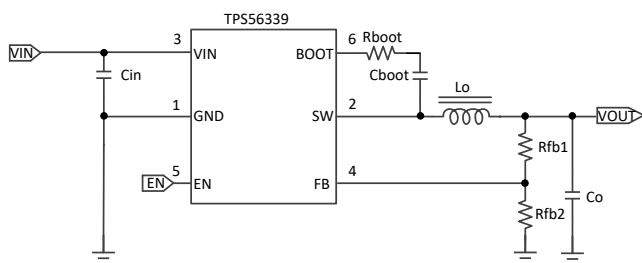 TPS56339
VIN
3
VIN
BOOT
6
Rboot
Cin
Cboot
Lo
1
GND
SW
2
VOUT
Rfb1
EN
5
EN
FB
4
Rfb2
Co